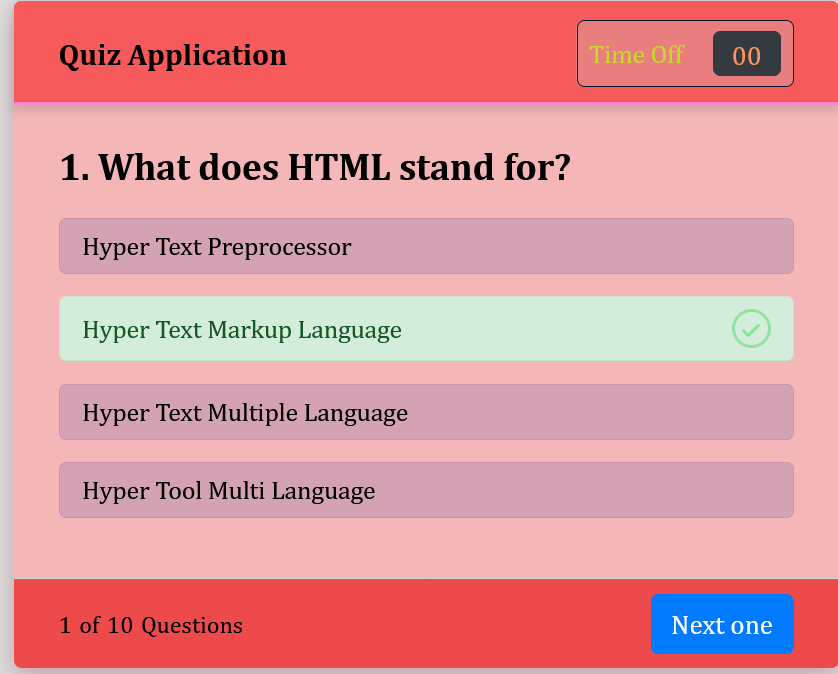 Quiz Application
Time Off 00
1. What does HTML stand for?
Hyper Text Preprocessor
Hyper Text Markup Language
Hyper Text Multiple Language
Hyper Tool Multi Language
1 of 10 Questions
Next one